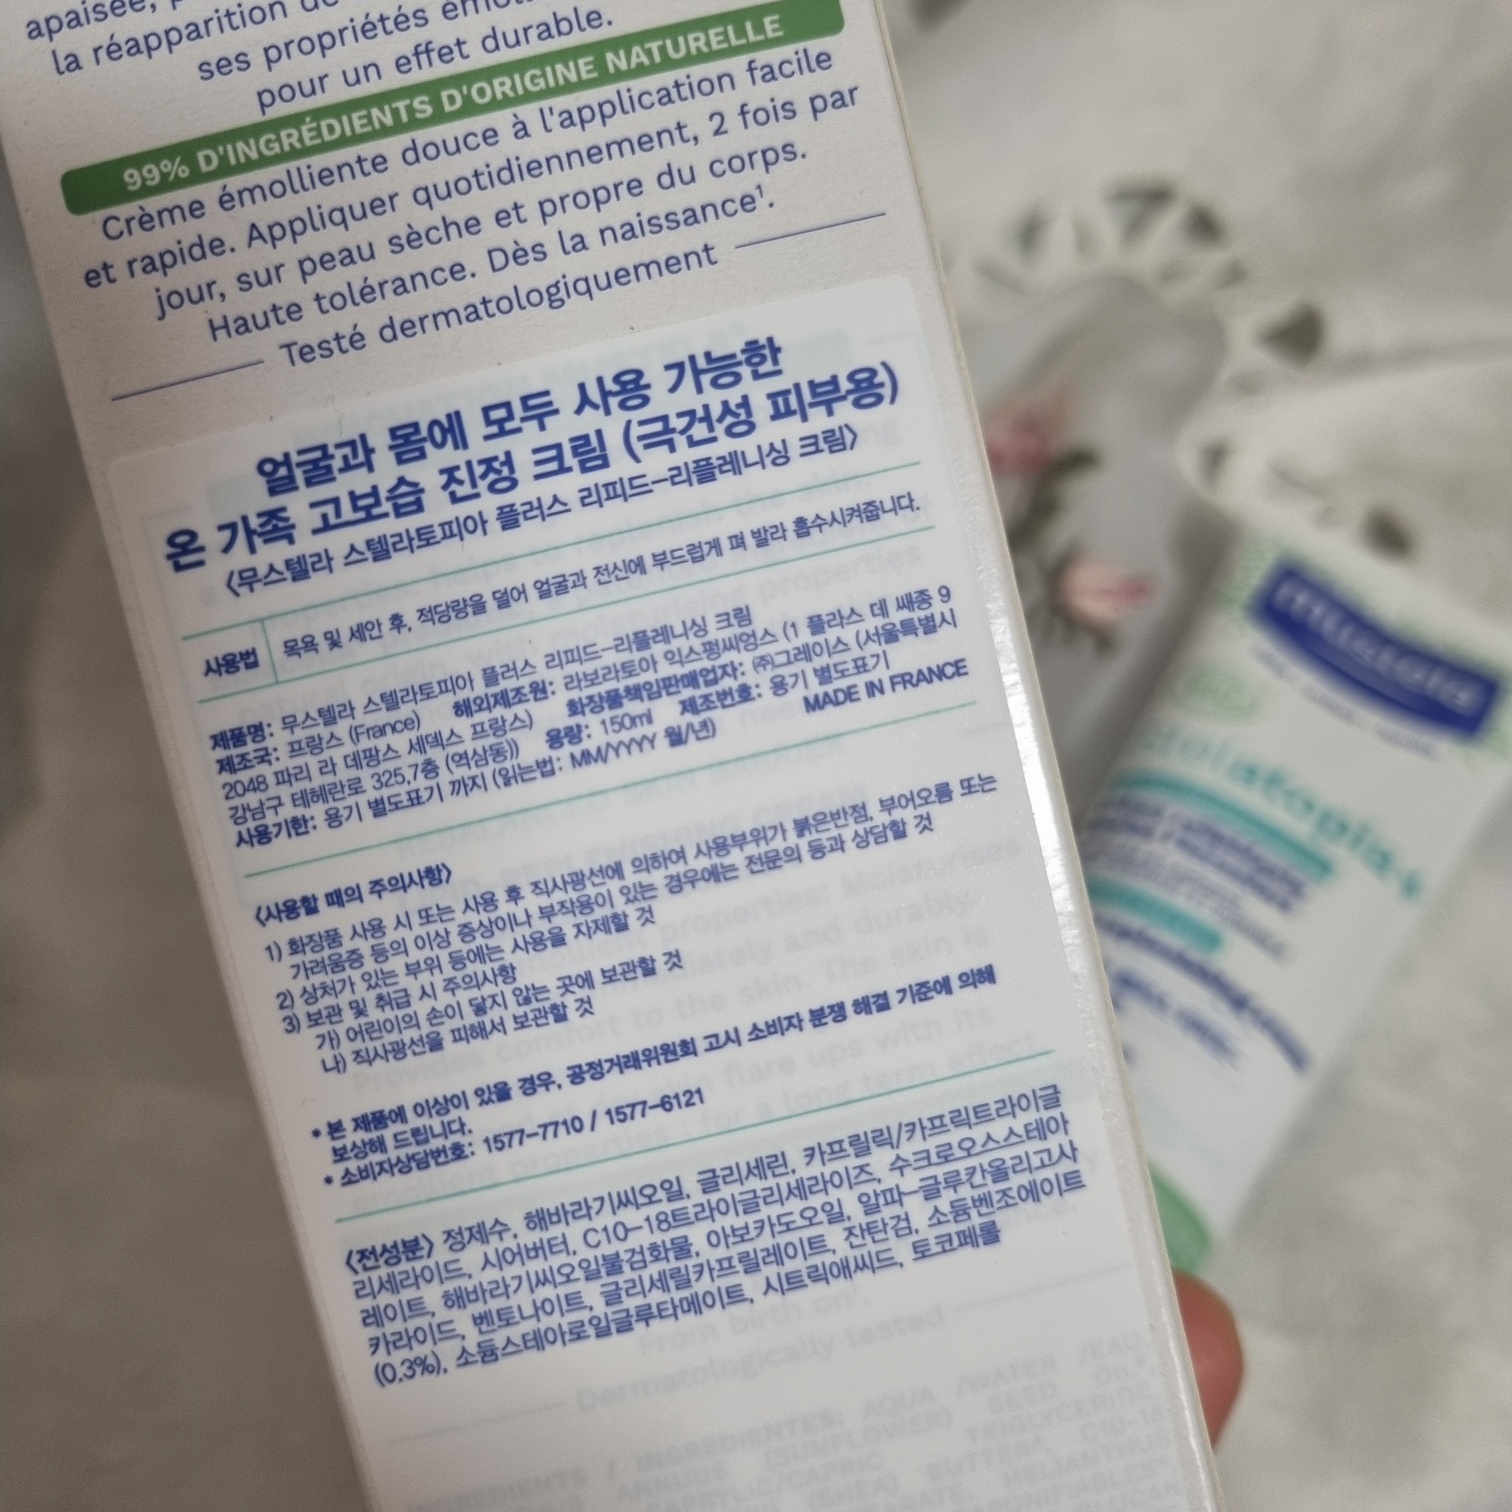 apaisée,
la réapparition de
ses propriétés
pour un effet durable.
99% D'INGRÉDIENTS D'ORIGINE NATURELLE
Crème émolliente douce à l'application facile
et rapide. Appliquer quotidiennement, 2 fois par
jour, sur peau sèche et propre du corps.
Haute tolérance. Dès la naissance¹.
Testé dermatologiquement
얼굴과 몸에 모두 사용 가능한
온 가족 고보습 진정 크림 (극건성 피부용)
〈무스텔라 스텔라토피아 플러스 리피드-리플레니싱 크림〉
사용법 목욕 및 세안 후, 적당량을 덜어 얼굴과 전신에 부드럽게 펴 발라 흡수시켜줍니다.
제품명: 무스텔라 스텔라토피아 플러스 리피드-리플레니싱 크림
제조국: 프랑스 (France) 해외제조원: 라보라토아 익스펑씨엉스 (1 플라스 데 쌔종 9
2048 파리 라 데팡스 세덱스 프랑스) 화장품책임판매업자: ㈜그레이스 (서울특별시
강남구 테헤란로 325,7층 (역삼동)) 용량: 150ml 제조번호: 용기 별도표기
사용기한: 용기 별도표기 까지 (읽는법: MM/YYYY 월/년) MADE IN FRANCE
〈사용할 때의 주의사항〉
1) 화장품 사용 시 또는 사용 후 직사광선에 의하여 사용부위가 붉은반점, 부어오름 또는
가려움증 등의 이상 증상이나 부작용이 있는 경우에는 전문의 등과 상담할 것
2) 상처가 있는 부위 등에는 사용을 자제할 것
3) 보관 및 취급 시 주의사항
가) 어린이의 손이 닿지 않는 곳에 보관할 것
나) 직사광선을 피해서 보관할 것
* 본 제품에 이상이 있을 경우, 공정거래위원회 고시 소비자 분쟁 해결 기준에 의해
보상해 드립니다.
* 소비자상담번호: 1577-7710 / 1577-6121
〈전성분〉 정제수, 해바라기씨오일, 글리세린, 카프릴릭/카프릭트라이글
리세라이드, 시어버터, C10-18트라이글리세라이즈, 수크로오스스테아
레이트, 해바라기씨오일불검화물, 아보카도오일, 알파-글루칸올리고사
카라이드, 벤토나이트, 글리세릴카프릴레이트, 잔탄검, 소듐벤조에이트
(0.3%), 소듐스테아로일글루타메이트, 시트릭애씨드, 토코페롤
From birth on
Dermatologically tested
mustela